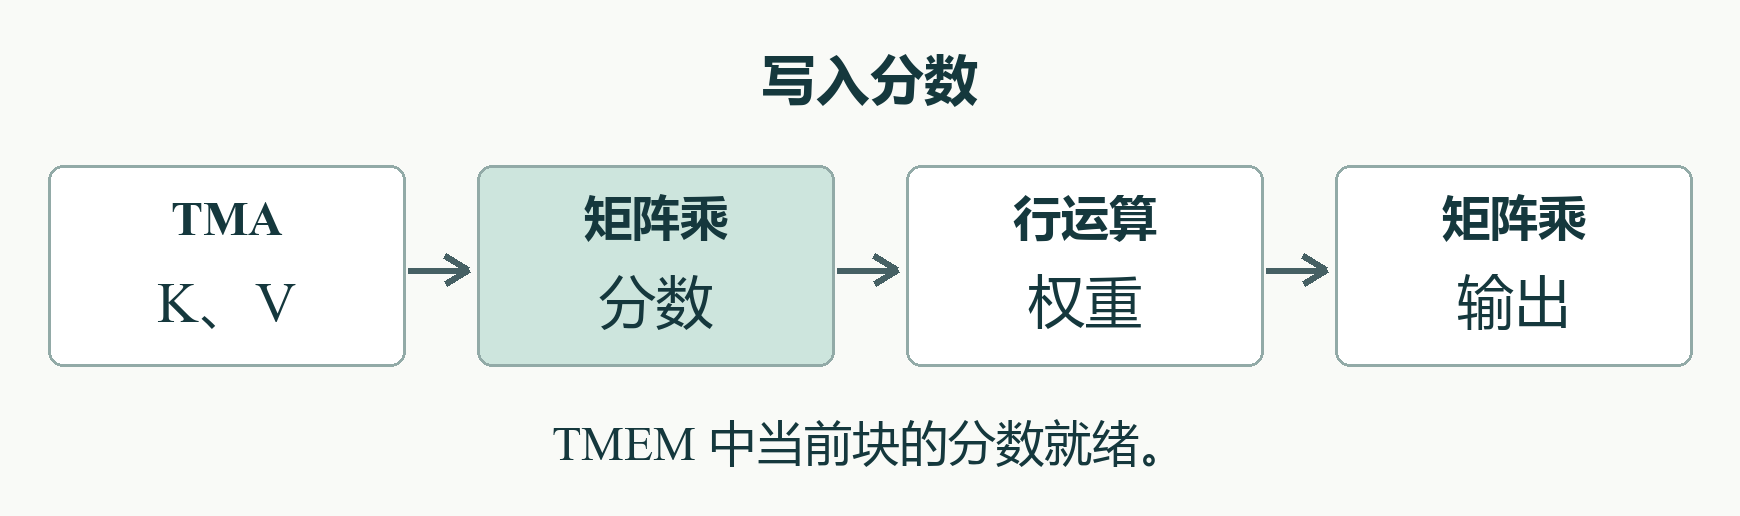 写入分数
TMA
K、V
矩阵乘
分数
行运算
权重
矩阵乘
输出
TMEM 中当前块的分数就绪。